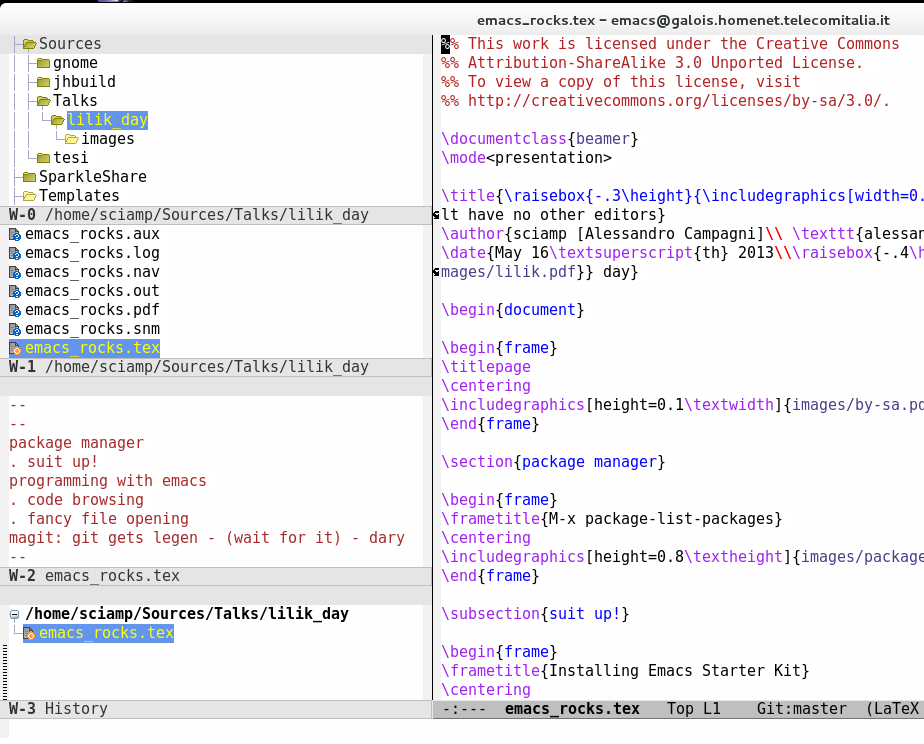 emacs_rocks.tex – emacs@galois.homenet.telecomitalia.it
Sources
gnome
jhbuild
Talks
lilik_day
images
tesi
SparkleShare
Templates
W-0 /home/sciamp/Sources/Talks/lilik_day
emacs_rocks.aux
emacs_rocks.log
emacs_rocks.nav
emacs_rocks.out
emacs_rocks.pdf
emacs_rocks.snm
emacs_rocks.tex
W-1 /home/sciamp/Sources/Talks/lilik_day
--
--
package manager
. suit up!
programming with emacs
. code browsing
. fancy file opening
magit: git gets legen - (wait for it) - dary
--
W-2 emacs_rocks.tex
/home/sciamp/Sources/Talks/lilik_day
emacs_rocks.tex
W-3 History
%% This work is licensed under the Creative Commons
%% Attribution-ShareAlike 3.0 Unported License.
%% To view a copy of this license, visit
%% http://creativecommons.org/licenses/by-sa/3.0/.
\documentclass{beamer}
\mode<presentation>
\title{\raisebox{-.3\height}{\includegraphics[width=0.
lt have no other editors}
\author{sciamp [Alessandro Campagni]\\ \texttt{alessan
\date{May 16\textsuperscript{th} 2013\\\raisebox{-.4\h
mages/lilik.pdf}} day}
\begin{document}
\begin{frame}
\titlepage
\centering
\includegraphics[height=0.1\textwidth]{images/by-sa.pd
\end{frame}
\section{package manager}
\begin{frame}
\frametitle{M-x package-list-packages}
\centering
\includegraphics[height=0.8\textheight]{images/package
\end{frame}
\subsection{suit up!}
\begin{frame}
\frametitle{Installing Emacs Starter Kit}
\centering
-:--- emacs_rocks.tex Top L1 Git:master (LaTeX